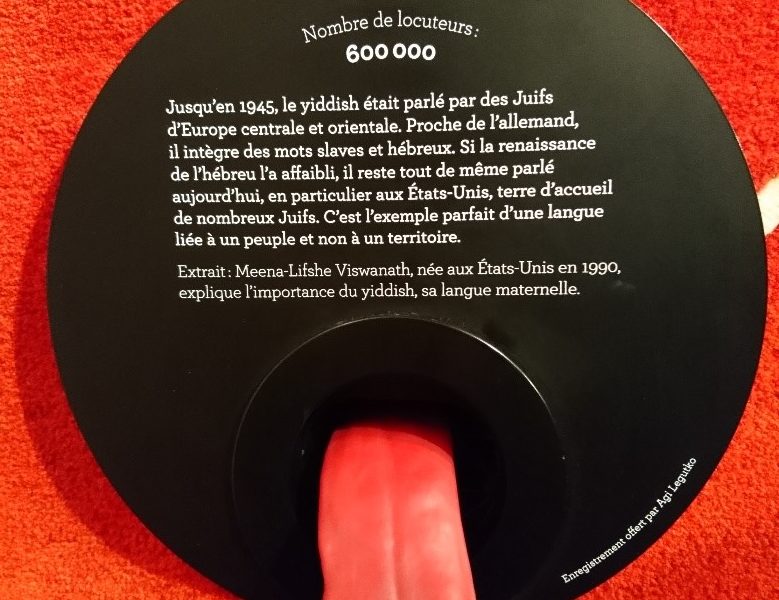 Nombre de locuteurs :
600 000
Jusqu'en 1945, le yiddish était parlé par des Juifs
d'Europe centrale et orientale. Proche de l'allemand,
il intègre des mots slaves et hébreux. Si la renaissance
de l'hébreu l'a affaibli, il reste tout de même parlé
aujourd'hui, en particulier aux États-Unis, terre d'accueil
de nombreux Juifs. C'est l'exemple parfait d'une langue
liée à un peuple et non à un territoire.
Extrait : Meena-Lifshe Viswanath, née aux États-Unis en 1990,
explique l'importance du yiddish, sa langue maternelle.
Enregistrement offert par Agi Legutko